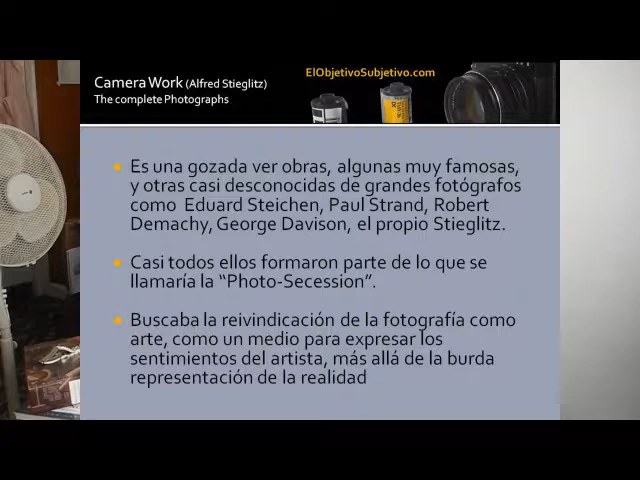 ElObjetivoSubjetivo.com
Camera Work (Alfred Stieglitz)
The complete Photographs
Es una gozada ver obras, algunas muy famosas,
y otras casi desconocidas de grandes fotógrafos
como Eduard Steichen, Paul Strand, Robert
Demachy, George Davison, el propio Stieglitz.
Casi todos ellos formaron parte de lo que se
llamaría la “Photo-Secession”.
Buscaba la reivindicación de la fotografía como
arte, como un medio para expresar los
sentimientos del artista, más allá de la burda
representación de la realidad